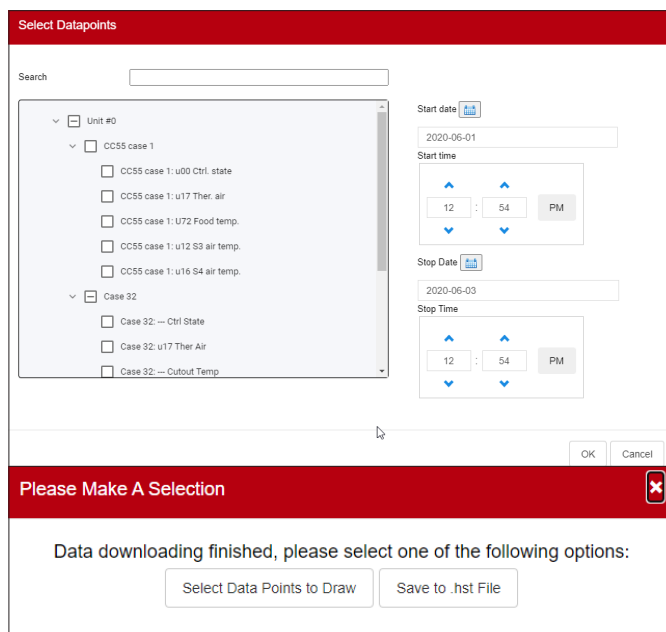 Select Datapoints
Search
Unit #0
CC55 case 1
CC55 case 1: u00 Ctrl. state
CC55 case 1: u17 Ther. air
CC55 case 1: U72 Food temp.
CC55 case 1: u12 S3 air temp.
CC55 case 1: u16 S4 air temp.
Case 32
Case 32: --- Ctrl State
Case 32: u17 Ther Air
Case 32: --- Cutout Temp
Start date
2020-06-01
Start time
12 : 54 PM
Stop Date
2020-06-03
Stop Time
12 : 54 PM
OK Cancel
Please Make A Selection
Data downloading finished, please select one of the following options:
Select Data Points to Draw Save to .hst File